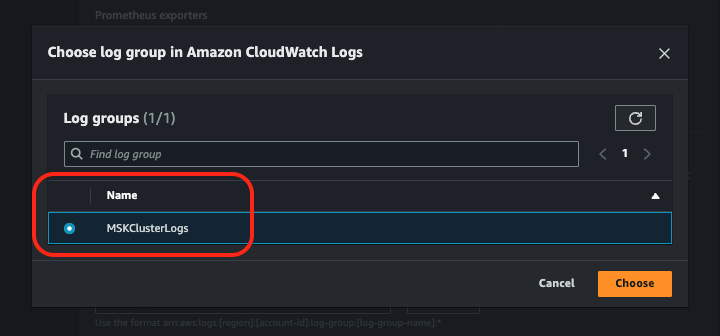 Prometheus exporters
Choose log group in Amazon CloudWatch Logs
Log groups (1/1)
Find log group
1
Name
MSKClusterLogs
Cancel
Choose
Use the format arn:aws:logs:[region]:[account-id]:log-group:[log-group-name]:*